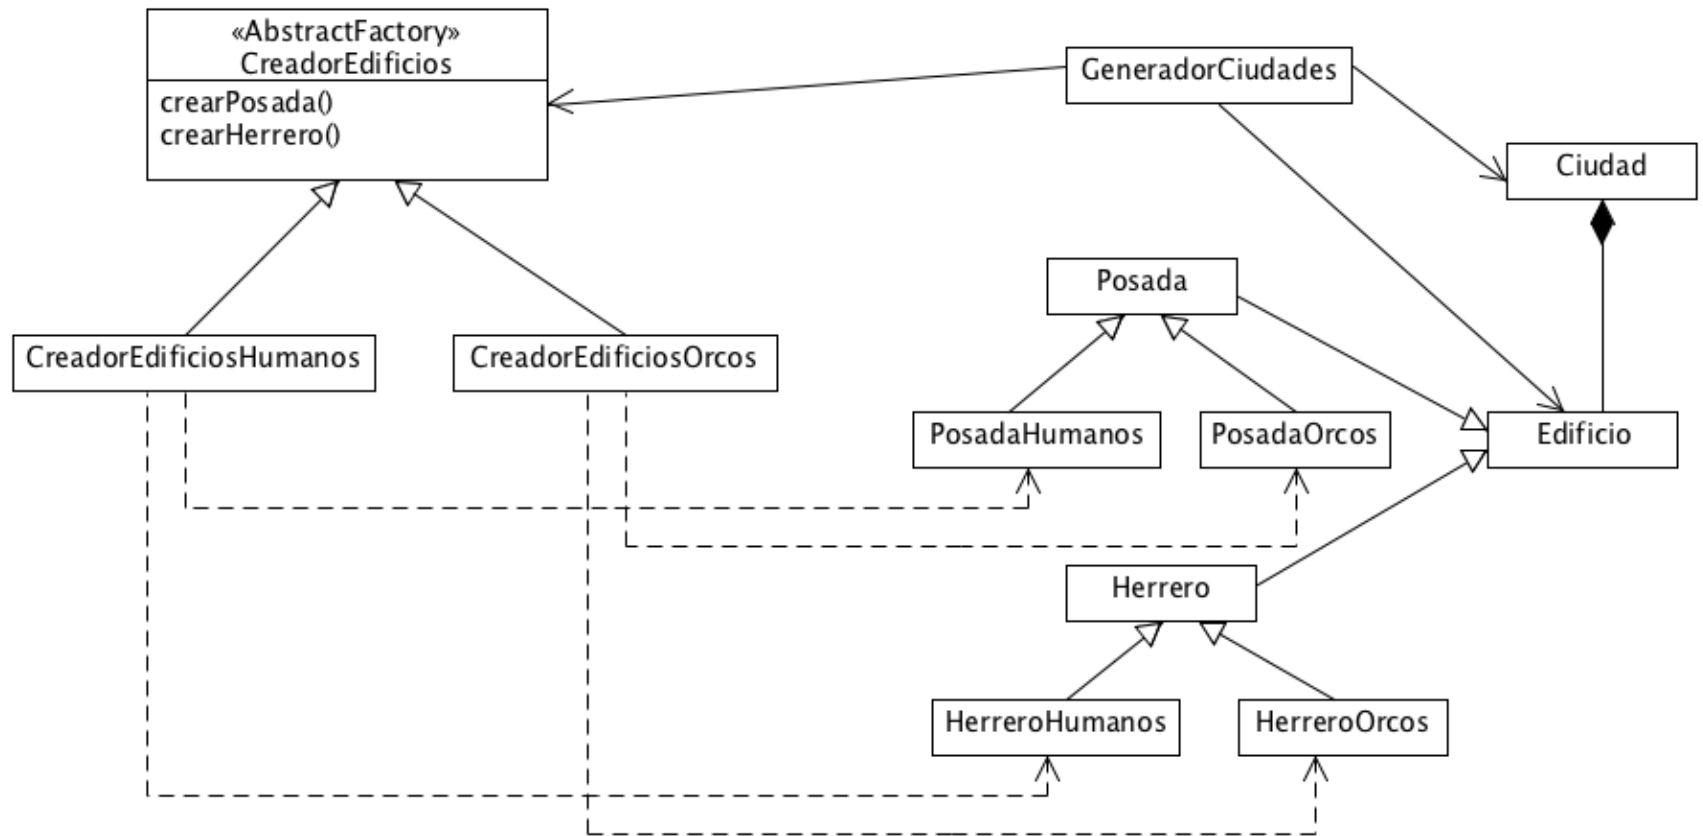 «AbstractFactory»
CreadorEdificios
crearPosada()
crearHerrero()
GeneradorCiudades
Ciudad
Posada
CreadorEdificiosHumanos
CreadorEdificiosOrcos
PosadaHumanos
PosadaOrcos
Edificio
Herrero
HerreroHumanos
HerreroOrcos